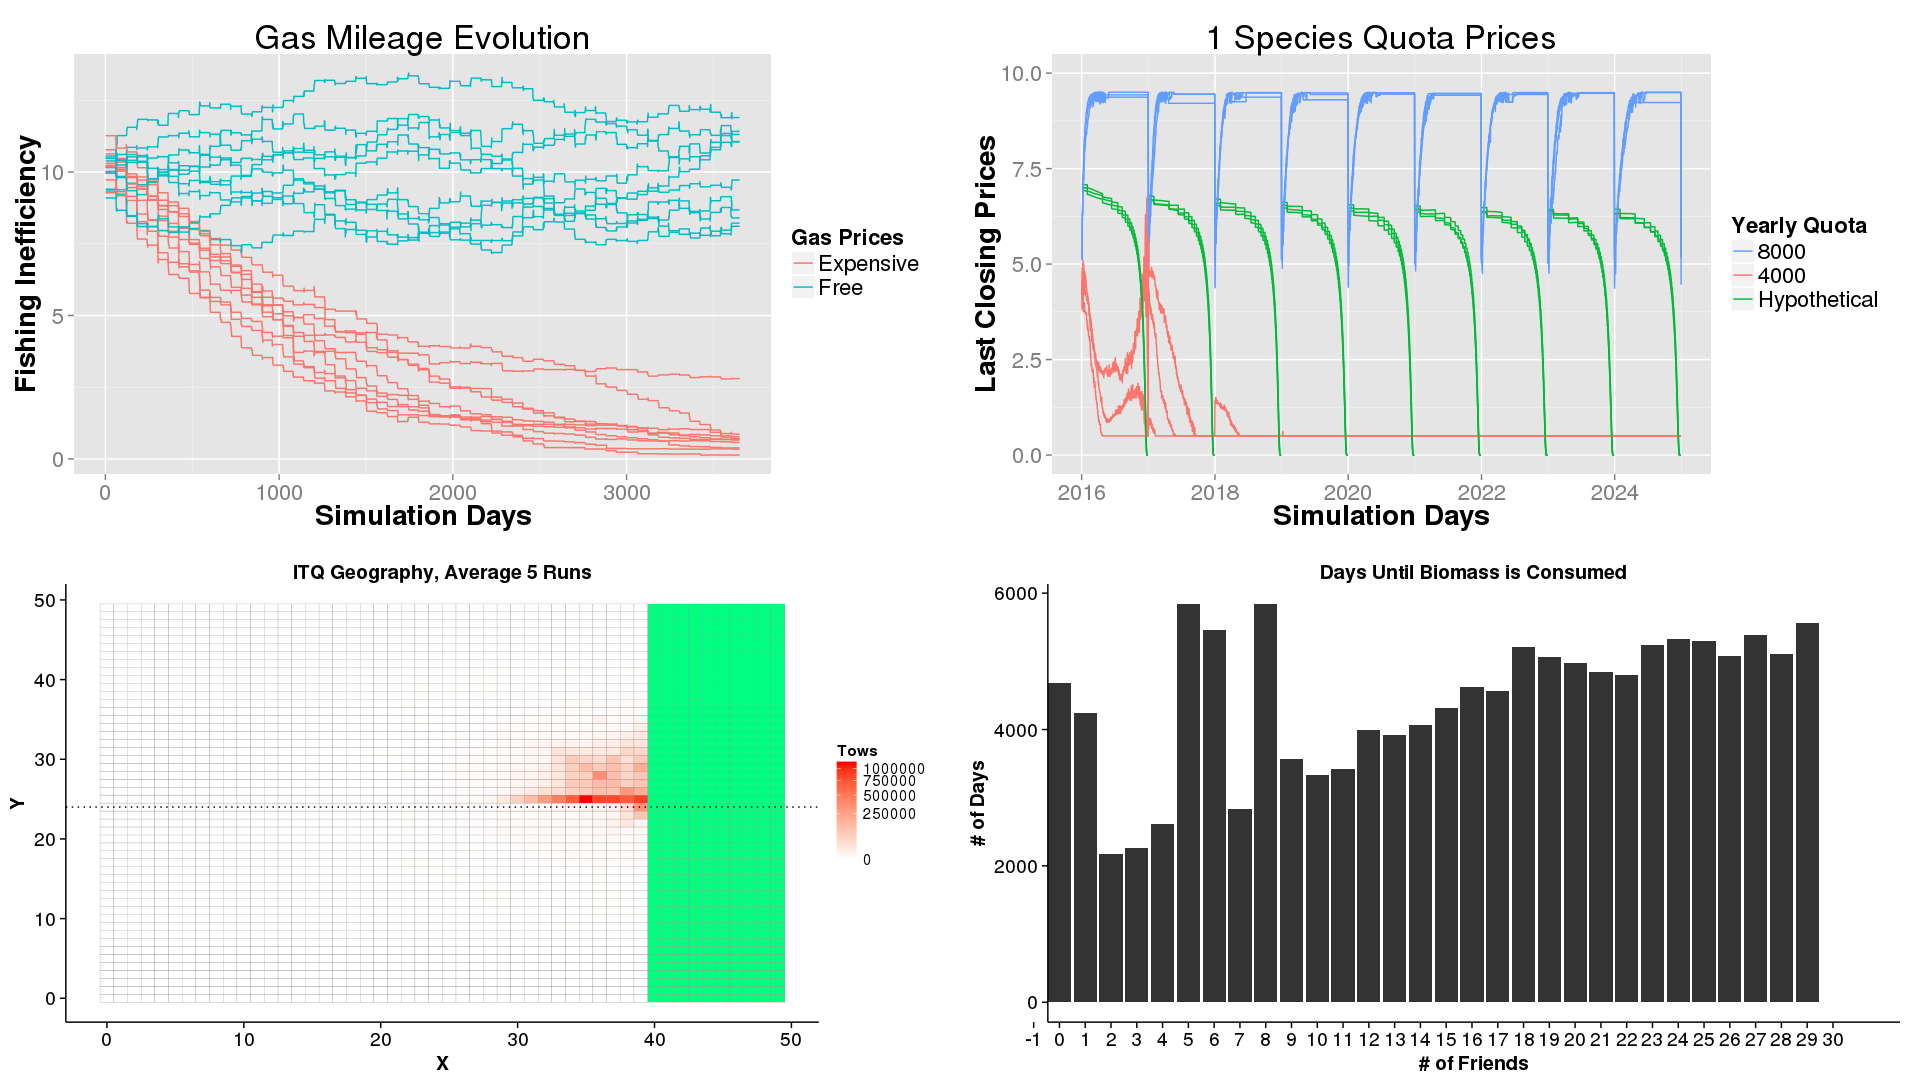 Gas Mileage Evolution
Fishing Inefficiency
10
5
0
0 1000 2000 3000
Simulation Days
Gas Prices
Expensive
Free
1 Species Quota Prices
Last Closing Prices
10.0
7.5
5.0
2.5
0.0
2016 2018 2020 2022 2024
Simulation Days
Yearly Quota
8000
4000
Hypothetical
ITQ Geography, Average 5 Runs
Y
50
40
30
20
10
0
0 10 20 30 40 50
X
Tows
1000000
750000
500000
250000
0
Days Until Biomass is Consumed
# of Days
6000
4000
2000
0
-1 0 1 2 3 4 5 6 7 8 9 10 11 12 13 14 15 16 17 18 19 20 21 22 23 24 25 26 27 28 29 30
# of Friends